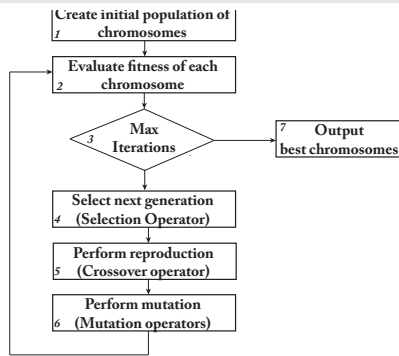 Create initial population of
1 chromosomes
Evaluate fitness of each
2 chromosome
Max
3 Iterations
7 Output
best chromosomes
Select next generation
4 (Selection Operator)
Perform reproduction
5 (Crossover operator)
Perform mutation
6 (Mutation operators)